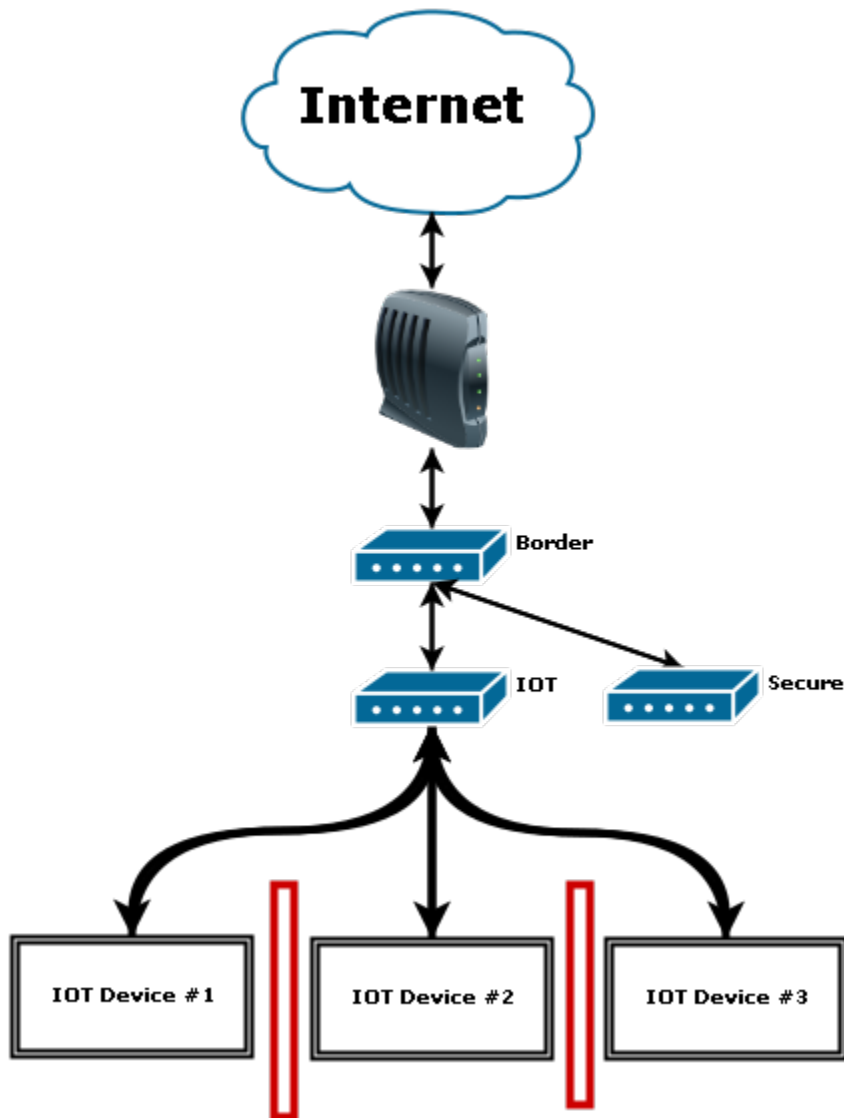 Internet
Border
IOT
Secure
IOT Device #1
IOT Device #2
IOT Device #3